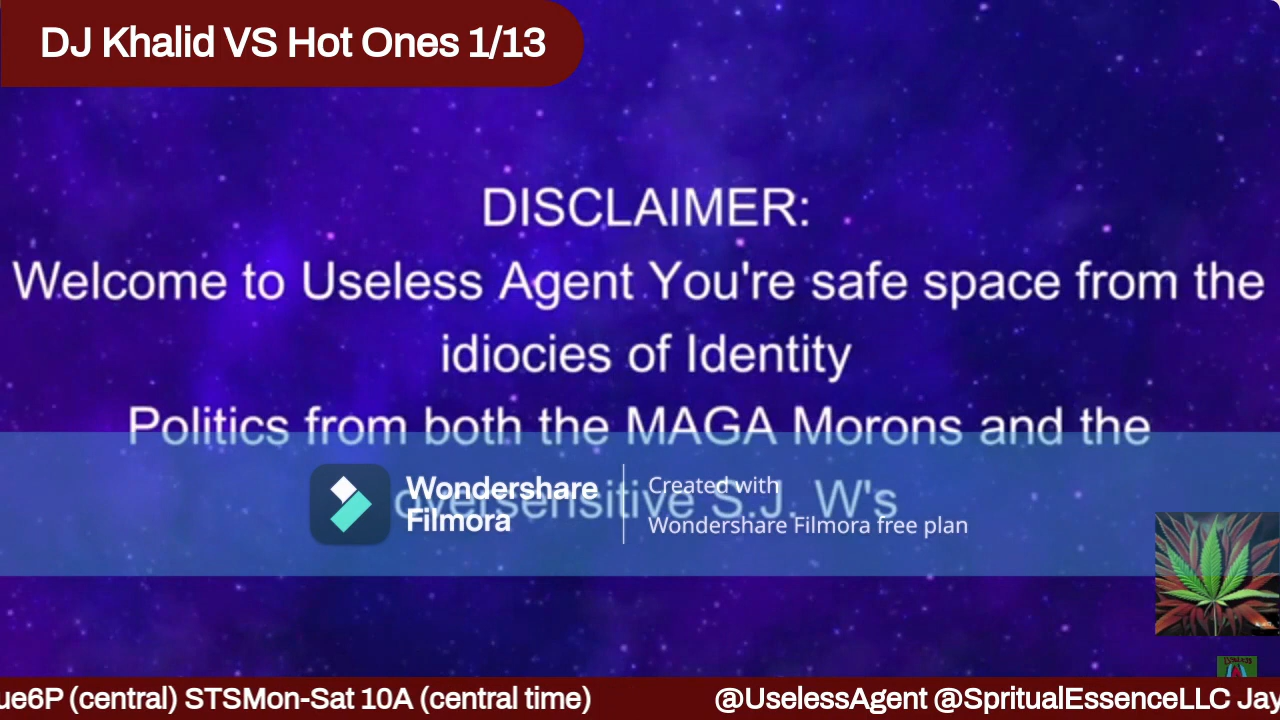 DJ Khalid VS Hot Ones 1/13
DISCLAIMER:
Welcome to Useless Agent You're safe space from the
idiocies of Identity
Politics from both the MAGA Morons and the
oversensitive S.J. W's
Wondershare
Filmora
Created with
Wondershare Filmora free plan
ue6P (central) STSMon-Sat 10A (central time)
@UselessAgent @SpritualEssenceLLC Jay